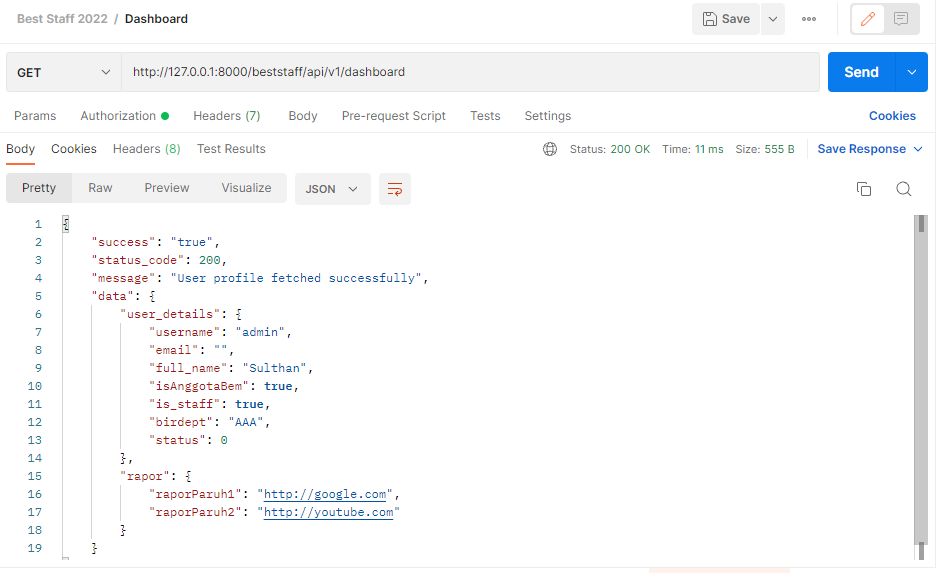 Best Staff 2022 / Dashboard Save
GET http://127.0.0.1:8000/beststaff/api/v1/dashboard Send
Params Authorization Headers (7) Body Pre-request Script Tests Settings Cookies
Body Cookies Headers (8) Test Results Status: 200 OK Time: 11 ms Size: 555 B Save Response
Pretty Raw Preview Visualize JSON
1 {
2 "success": "true",
3 "status_code": 200,
4 "message": "User profile fetched successfully",
5 "data": {
6 "user_details": {
7 "username": "admin",
8 "email": "",
9 "full_name": "Sulthan",
10 "isAnggotaBem": true,
11 "is_staff": true,
12 "birdept": "AAA",
13 "status": 0
14 },
15 "rapor": {
16 "raporParuh1": "http://google.com",
17 "raporParuh2": "http://youtube.com"
18 }
19 }